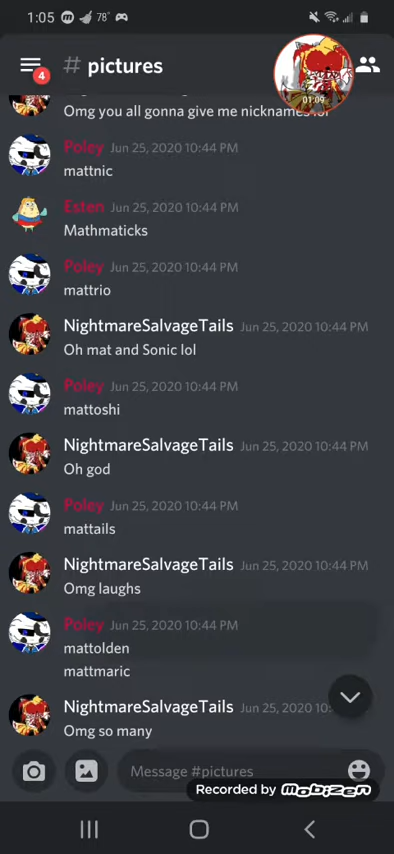 1:05 78°
4 # pictures
01:09
Omg you all gonna give me nicknames lol
Poley Jun 25, 2020 10:44 PM
mattnic
Esten Jun 25, 2020 10:44 PM
Mathmaticks
Poley Jun 25, 2020 10:44 PM
mattrio
NightmareSalvageTails Jun 25, 2020 10:44 PM
Oh mat and Sonic lol
Poley Jun 25, 2020 10:44 PM
mattoshi
NightmareSalvageTails Jun 25, 2020 10:44 PM
Oh god
Poley Jun 25, 2020 10:44 PM
mattails
NightmareSalvageTails Jun 25, 2020 10:44 PM
Omg laughs
Poley Jun 25, 2020 10:44 PM
mattolden
mattmaric
NightmareSalvageTails Jun 25, 2020 10:
Omg so many
Message #pictures
Recorded by mobizen